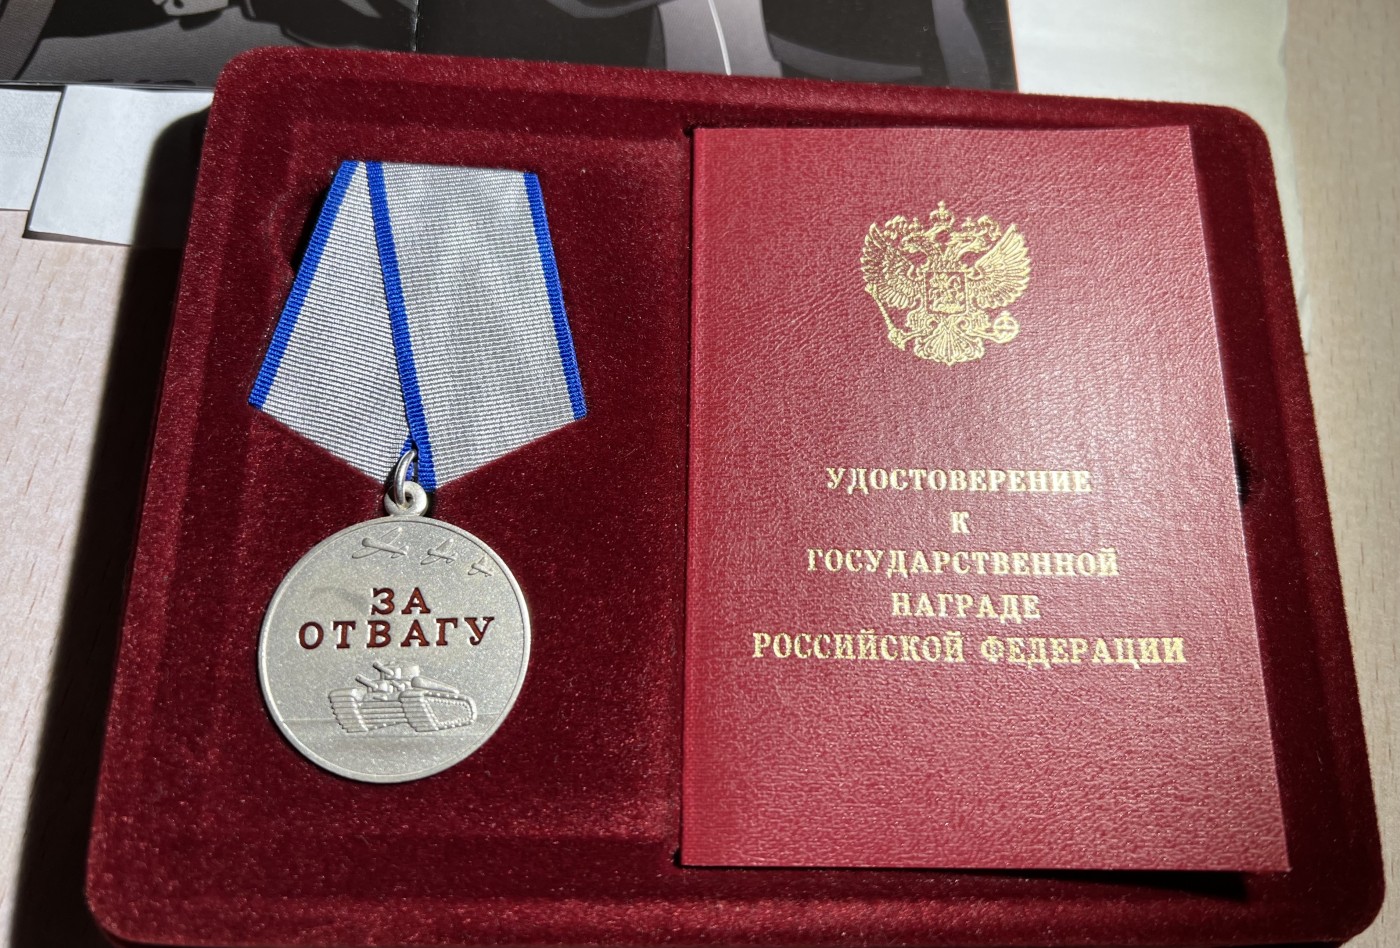 ЗА
ОТВАГУ
УДОСТОВЕРЕНИЕ
К
ГОСУДАРСТВЕННОЙ
НАГРАДЕ
РОССИЙСКОЙ ФЕДЕРАЦИИ